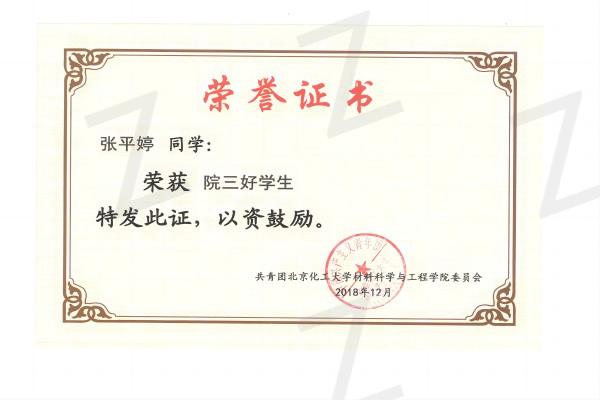 荣誉证书
张平婷 同学：
荣获 院三好学生
特发此证，以资鼓励。
共青团北京化工大学材料科学与工程学院委员会
2018年12月